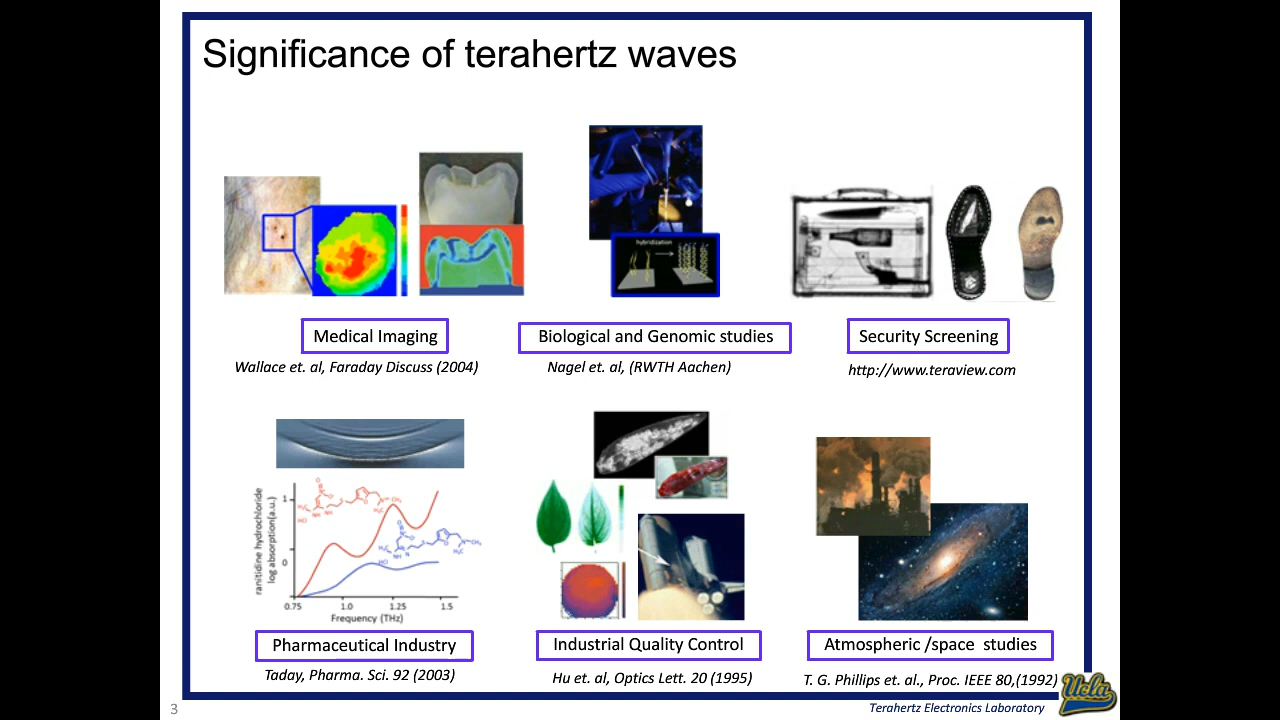 Significance of terahertz waves
hybridization
Medical Imaging
Biological and Genomic studies
Security Screening
Wallace et. al, Faraday Discuss (2004)
Nagel et. al, (RWTH Aachen)
http://www.teraview.com
ranitidine hydrochloride
log absorption(a.u.)
1
0
0.75 1.0 1.25 1.5
Frequency (THz)
Pharmaceutical Industry
Industrial Quality Control
Atmospheric /space studies
Taday, Pharma. Sci. 92 (2003)
Hu et. al, Optics Lett. 20 (1995)
T. G. Phillips et. al., Proc. IEEE 80,(1992)
3
Terahertz Electronics Laboratory
Ucla